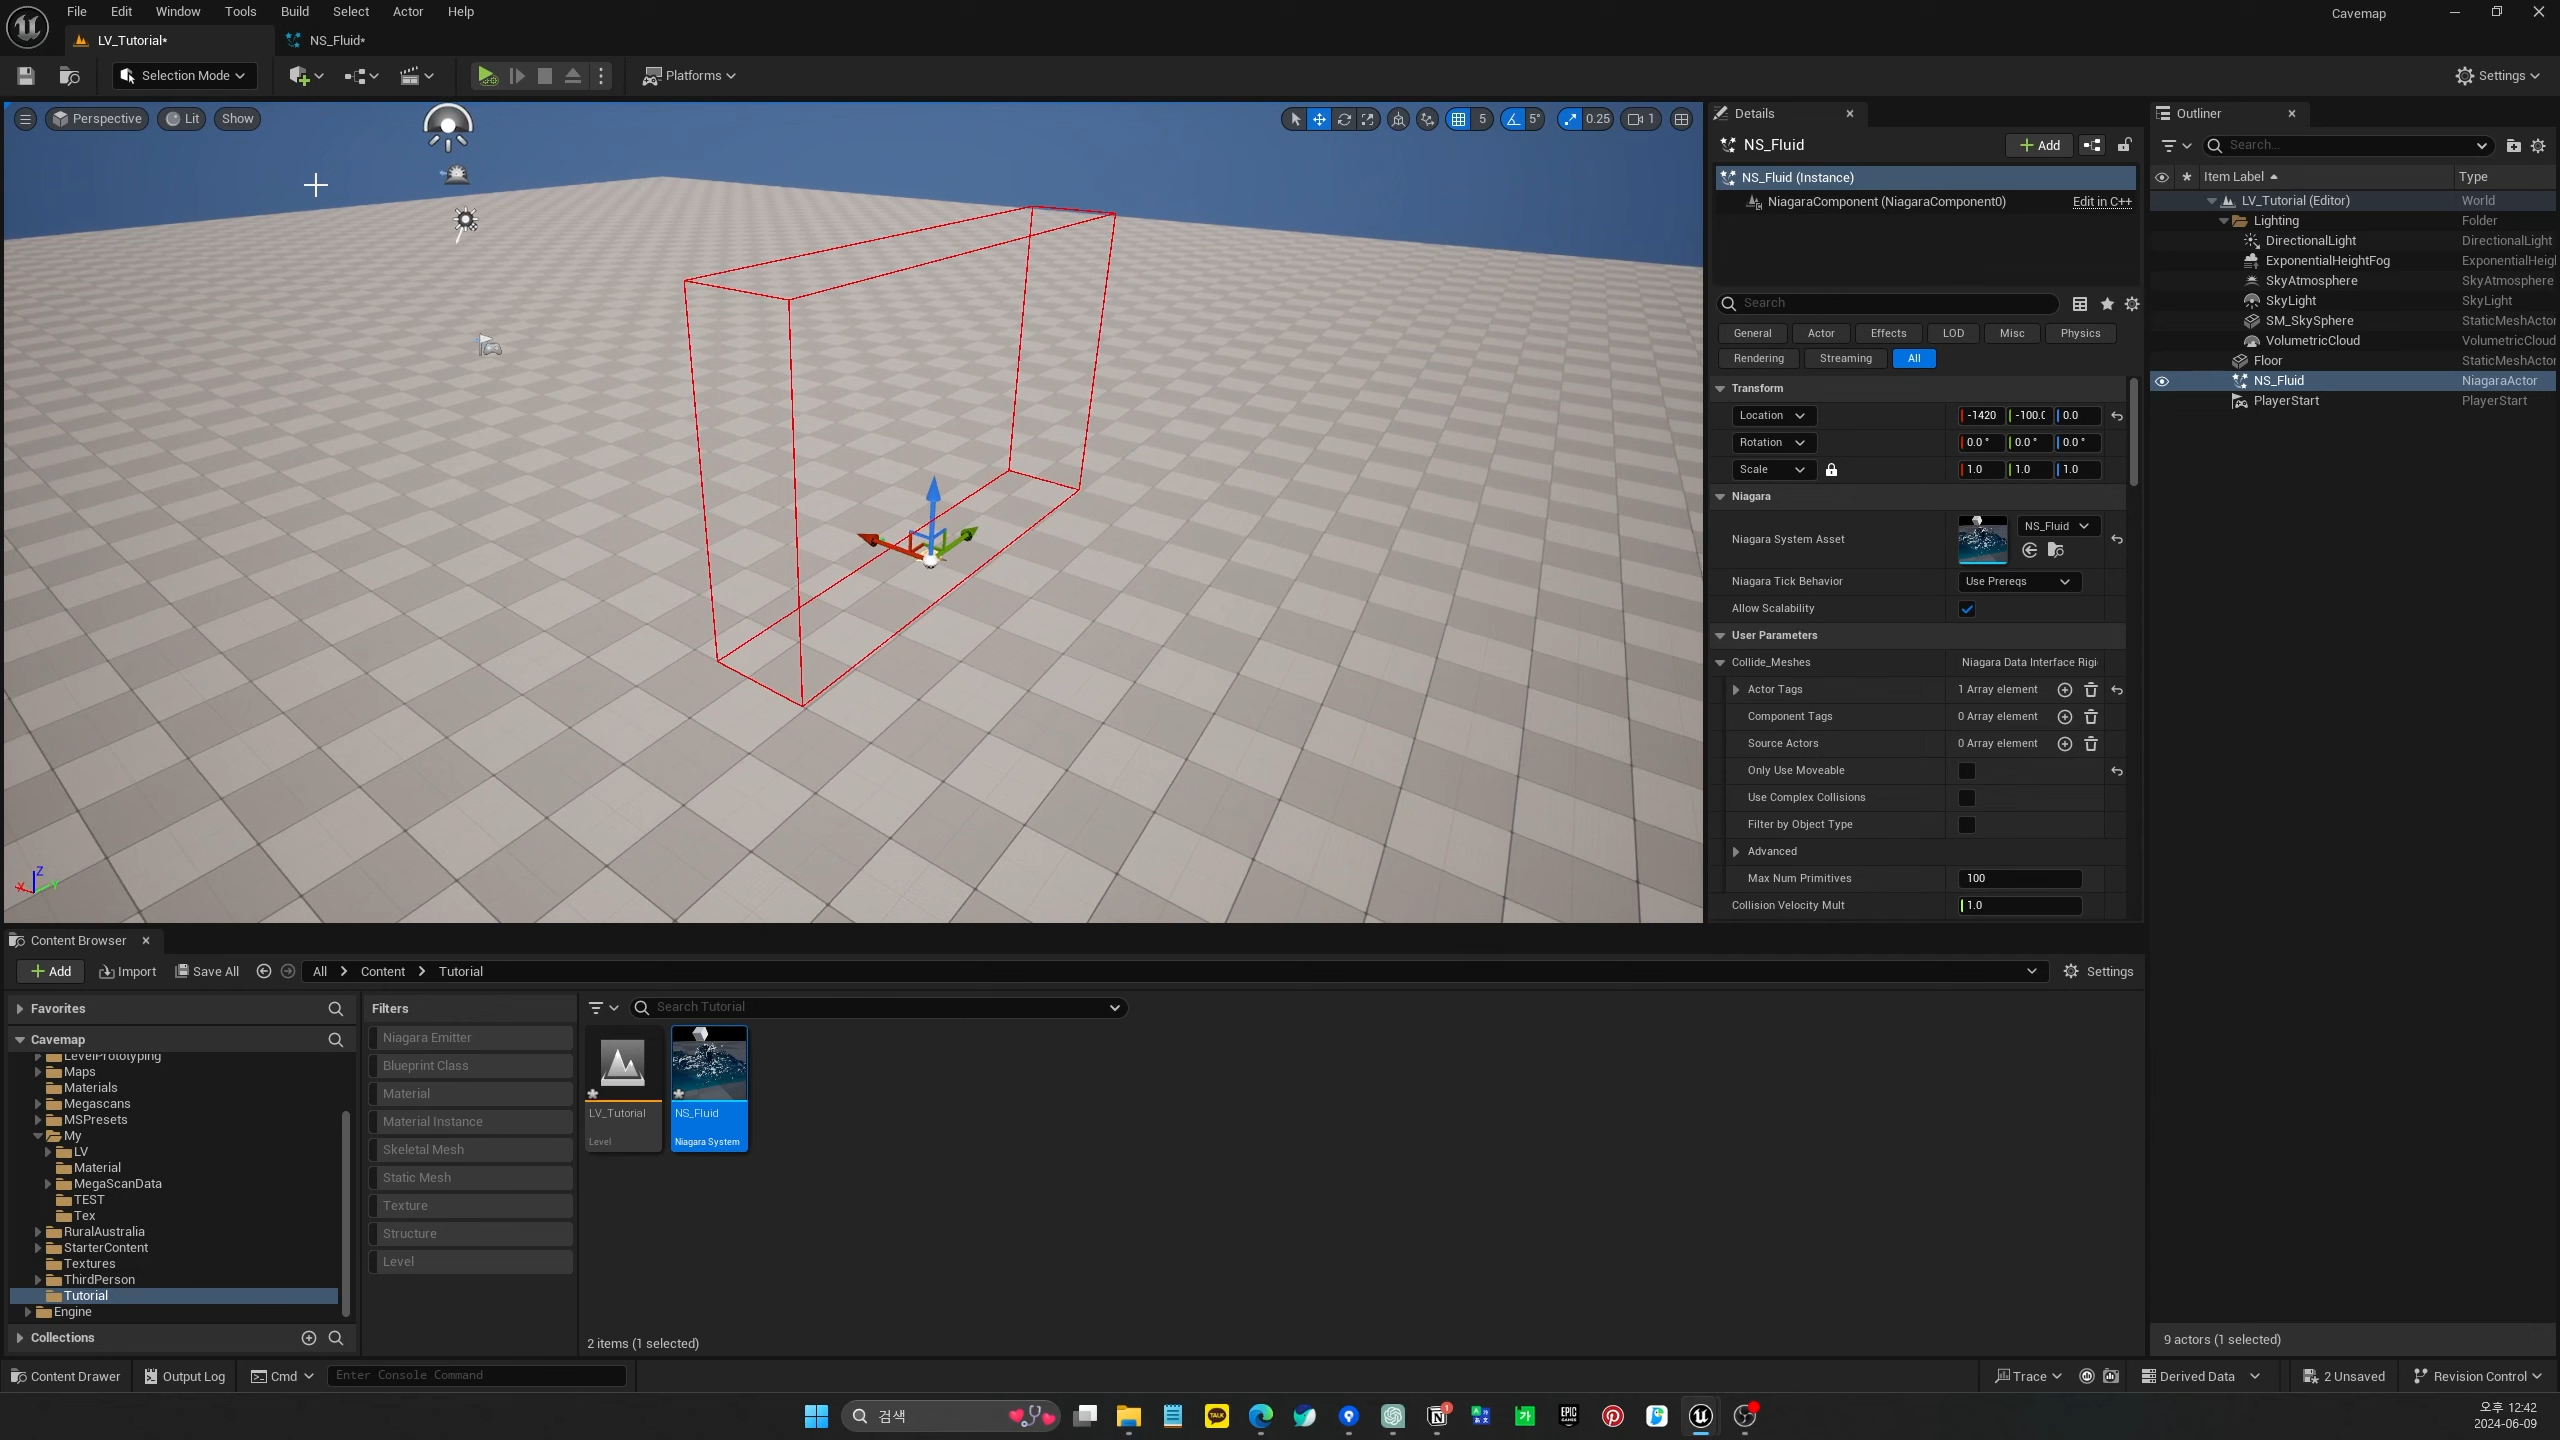 File Edit Window Tools Build Select Actor Help
Cavemap
LV_Tutorial*
NS_Fluid*
Selection Mode
Platforms
Settings
Perspective
Lit
Show
5
5°
0.25
1
Details
NS_Fluid
Add
NS_Fluid (Instance)
NiagaraComponent (NiagaraComponent0)
Edit in C++
Search
General
Actor
Effects
LOD
Misc
Physics
Rendering
Streaming
All
Transform
Location
-1420
-100.(
0.0
Rotation
0.0 °
0.0 °
0.0 °
Scale
1.0
1.0
1.0
Niagara
Niagara System Asset
NS_Fluid
Niagara Tick Behavior
Use Prereqs
Allow Scalability
User Parameters
Collide_Meshes
Niagara Data Interface Rigi
Actor Tags
1 Array element
Component Tags
0 Array element
Source Actors
0 Array element
Only Use Moveable
Use Complex Collisions
Filter by Object Type
Advanced
Max Num Primitives
100
Collision Velocity Mult
1.0
Outliner
Search...
Item Label
Type
LV_Tutorial (Editor)
World
Lighting
Folder
DirectionalLight
DirectionalLight
ExponentialHeightFog
ExponentialHeigl
SkyAtmosphere
SkyAtmosphere
SkyLight
SkyLight
SM_SkySphere
StaticMeshActor
VolumetricCloud
VolumetricCloud
Floor
StaticMeshActor
NS_Fluid
NiagaraActor
PlayerStart
PlayerStart
9 actors (1 selected)
X
Z
Y
Content Browser
Add
Import
Save All
All
Content
Tutorial
Settings
Favorites
Cavemap
LevelPrototyping
Maps
Materials
Megascans
MSPresets
My
LV
Material
MegaScanData
TEST
Tex
RuralAustralia
StarterContent
Textures
ThirdPerson
Tutorial
Engine
Collections
Filters
Niagara Emitter
Blueprint Class
Material
Material Instance
Skeletal Mesh
Static Mesh
Texture
Structure
Level
Search Tutorial
LV_Tutorial
Level
NS_Fluid
Niagara System
2 items (1 selected)
Content Drawer
Output Log
Cmd
Enter Console Command
Trace
Derived Data
2 Unsaved
Revision Control
검색
TALK
가
EPIC
오후 12:42
2024-06-09